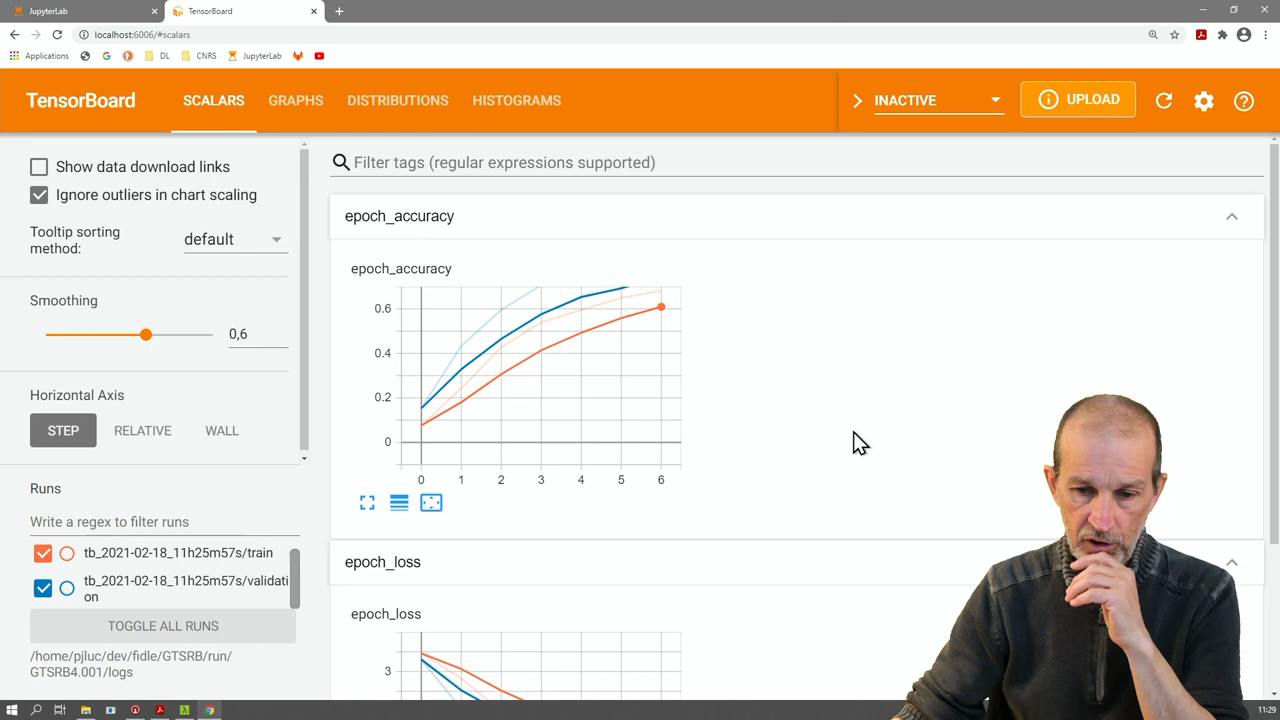 JupyterLab
TensorBoard
localhost:6006/#scalars
Applications
DL
CNRS
JupyterLab
TensorBoard
SCALARS
GRAPHS
DISTRIBUTIONS
HISTOGRAMS
INACTIVE
UPLOAD
Show data download links
Ignore outliers in chart scaling
Tooltip sorting
method:
default
Smoothing
0,6
Horizontal Axis
STEP
RELATIVE
WALL
Runs
Write a regex to filter runs
tb_2021-02-18_11h25m57s/train
tb_2021-02-18_11h25m57s/validati
on
TOGGLE ALL RUNS
/home/pjluc/dev/fidle/GTSRB/run/
GTSRB4.001/logs
Filter tags (regular expressions supported)
epoch_accuracy
epoch_accuracy
0.6
0.4
0.2
0
0 1 2 3 4 5 6
epoch_loss
epoch_loss
3
11:29